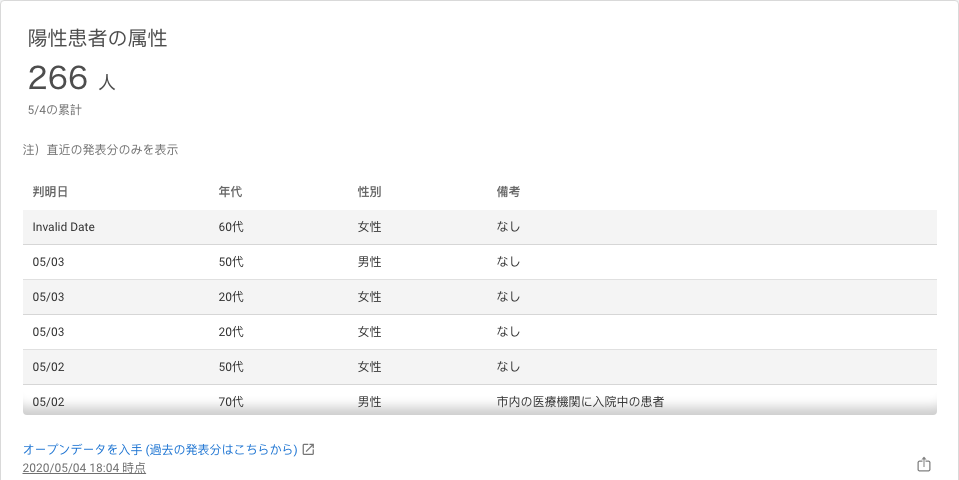 陽性患者の属性
266 人
5/4の累計
注）直近の発表分のみを表示
判明日 年代 性別 備考
Invalid Date 60代 女性 なし
05/03 50代 男性 なし
05/03 20代 女性 なし
05/03 20代 女性 なし
05/02 50代 女性 なし
05/02 70代 男性 市内の医療機関に入院中の患者
オープンデータを入手 (過去の発表分はこちらから)
2020/05/04 18:04 時点